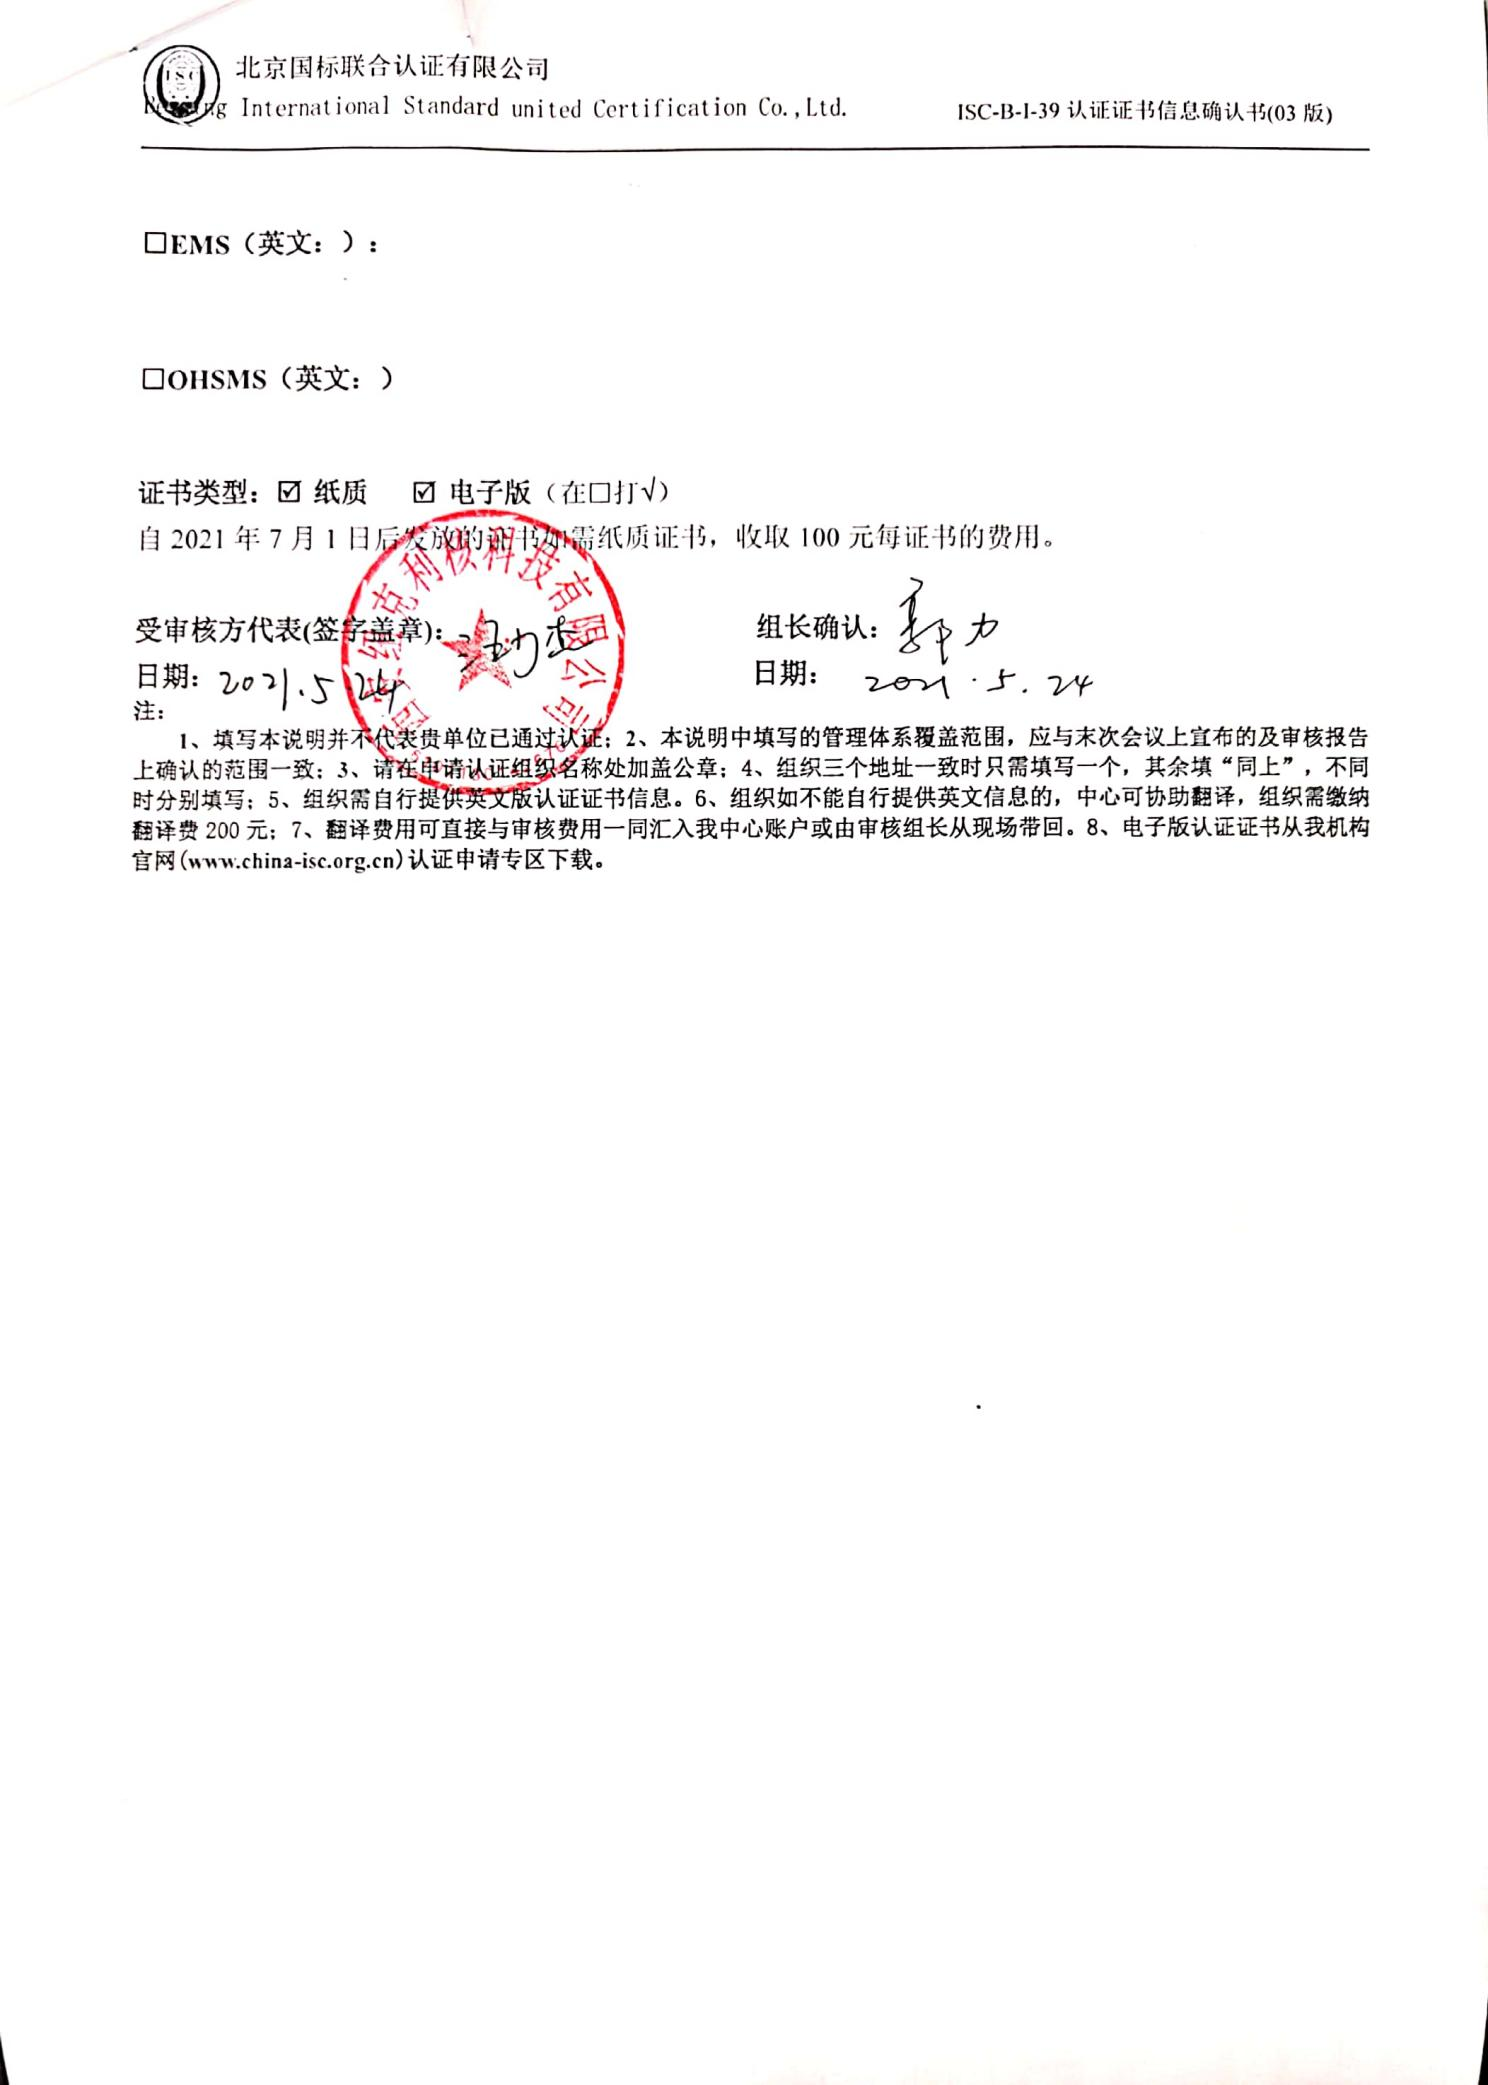 北京国标联合认证有限公司
Beijing International Standard united Certification Co.,Ltd.
ISC-B-I-39 认证证书信息确认书(03 版)
□EMS（英文：）：
□OHSMS（英文：）
证书类型：☑ 纸质 ☑ 电子版（在□打√）
自 2021 年 7 月 1 日后发放的证书如需纸质证书，收取 100 元每证书的费用。
受审核方代表(签字盖章)：
组长确认：郭力
日期：2021.5.24
日期：2021.5.24
克利核科技有限公司
注：
1、填写本说明并不代表贵单位已通过认证；2、本说明中填写的管理体系覆盖范围，应与末次会议上宣布的及审核报告
上确认的范围一致；3、请在申请认证组织名称处加盖公章；4、组织三个地址一致时只需填写一个，其余填“同上”，不同
时分别填写；5、组织需自行提供英文版认证证书信息。6、组织如不能自行提供英文信息的，中心可协助翻译，组织需缴纳
翻译费 200 元；7、翻译费用可直接与审核费用一同汇入我中心账户或由审核组长从现场带回。8、电子版认证证书从我机构
官网(www.china-isc.org.cn)认证申请专区下载。